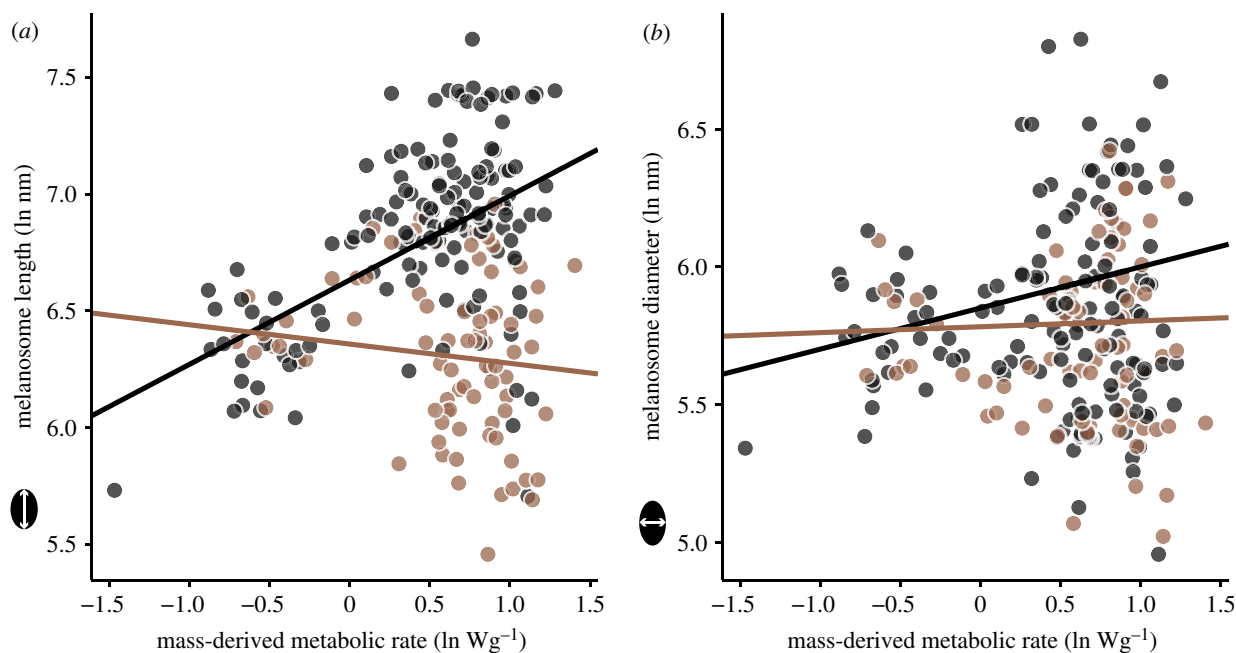 (a)
melanosome length (ln nm)
7.5
7.0
6.5
6.0
5.5
−1.5 −1.0 −0.5 0 0.5 1.0 1.5
mass-derived metabolic rate (ln Wg−1)
(b)
melanosome diameter (ln nm)
6.5
6.0
5.5
5.0
−1.5 −1.0 −0.5 0 0.5 1.0 1.5
mass-derived metabolic rate (ln Wg−1)